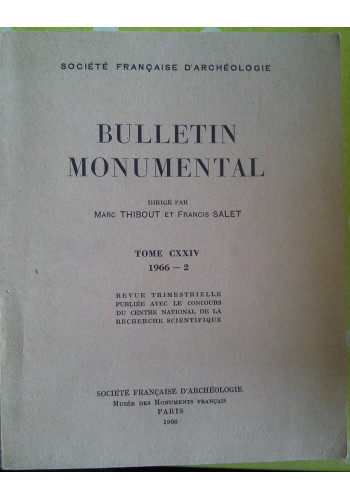 SOCIÉTÉ FRANÇAISE D'ARCHÉOLOGIE
BULLETIN
MONUMENTAL
DIRIGÉ PAR
MARC THIBOUT ET FRANCIS SALET
TOME CXXIV
1966 – 2
REVUE TRIMESTRIELLE
PUBLIÉE AVEC LE CONCOURS
DU CENTRE NATIONAL DE LA
RECHERCHE SCIENTIFIQUE
SOCIÉTÉ FRANÇAISE D'ARCHÉOLOGIE
MUSÉE DES MONUMENTS FRANÇAIS
PARIS
1966